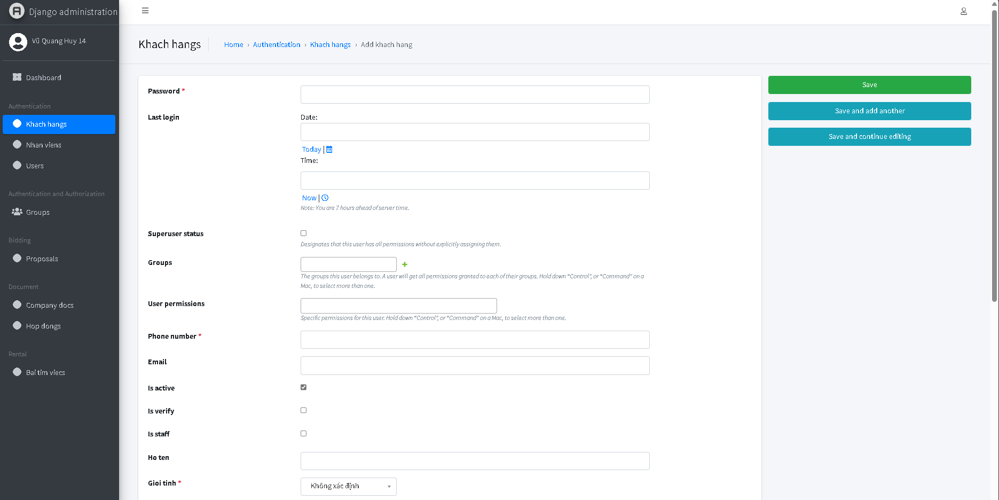 Django administration
Vũ Quang Huy 14
Dashboard
Authentication
Khach hangs
Nhan viens
Users
Authentication and Authorization
Groups
Bidding
Proposals
Document
Company docs
Hop dongs
Rental
Bai tim viecs
Khach hangs
Home › Authentication › Khach hangs › Add khach hang
Password *
Last login
Date:
Today |
Time:
Now |
Note: You are 7 hours ahead of server time.
Superuser status
Designates that this user has all permissions without explicitly assigning them.
Groups
The groups this user belongs to. A user will get all permissions granted to each of their groups. Hold down “Control”, or “Command” on a
Mac, to select more than one.
User permissions
Specific permissions for this user. Hold down “Control”, or “Command” on a Mac, to select more than one.
Phone number *
Email
Is active
Is verify
Is staff
Ho ten
Gioi tinh *
Không xác định
Save
Save and add another
Save and continue editing